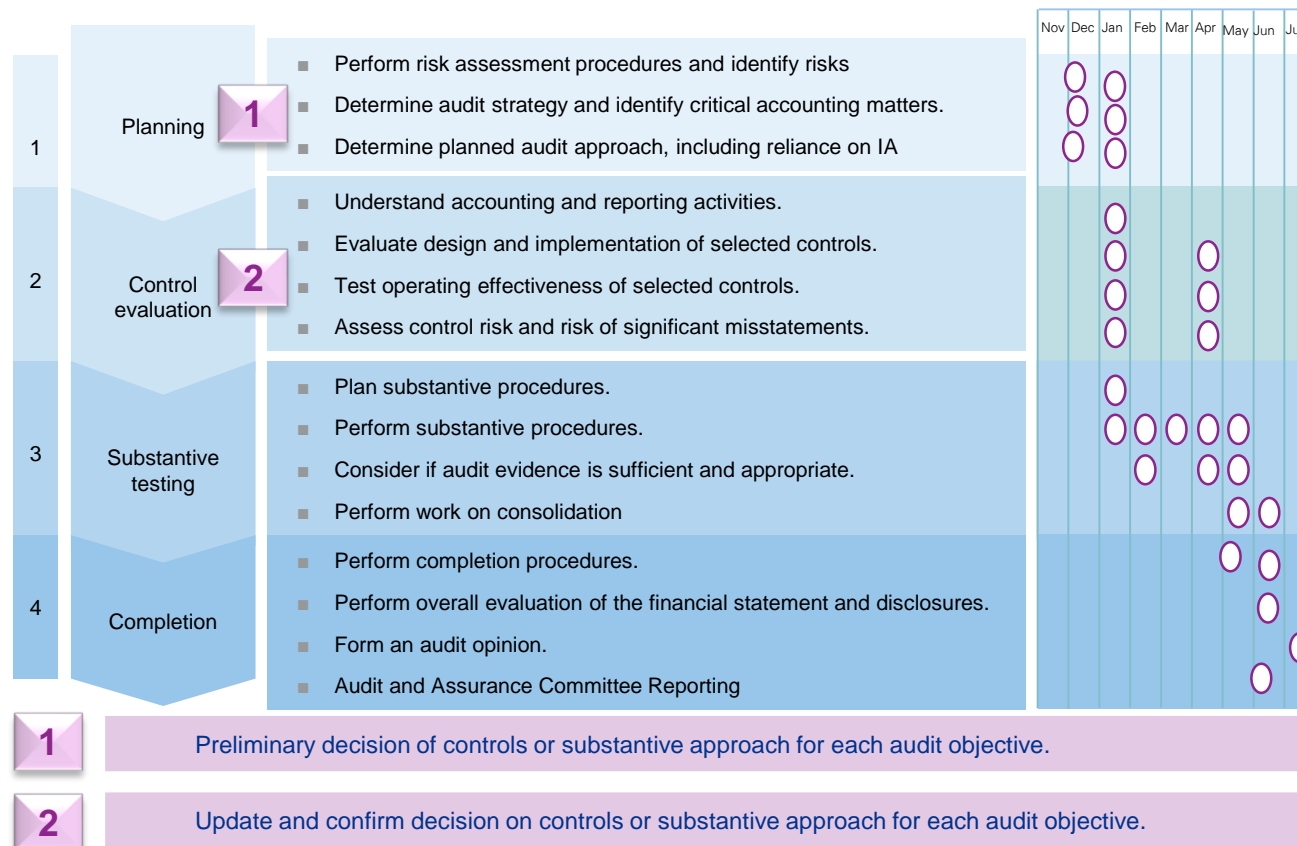 Nov Dec Jan Feb Mar Apr May Jun Ju
1
Planning
1
Perform risk assessment procedures and identify risks
Determine audit strategy and identify critical accounting matters.
Determine planned audit approach, including reliance on IA
2
Control
evaluation
2
Understand accounting and reporting activities.
Evaluate design and implementation of selected controls.
Test operating effectiveness of selected controls.
Assess control risk and risk of significant misstatements.
3
Substantive
testing
Plan substantive procedures.
Perform substantive procedures.
Consider if audit evidence is sufficient and appropriate.
Perform work on consolidation
4
Completion
Perform completion procedures.
Perform overall evaluation of the financial statement and disclosures.
Form an audit opinion.
Audit and Assurance Committee Reporting
1
Preliminary decision of controls or substantive approach for each audit objective.
2
Update and confirm decision on controls or substantive approach for each audit objective.